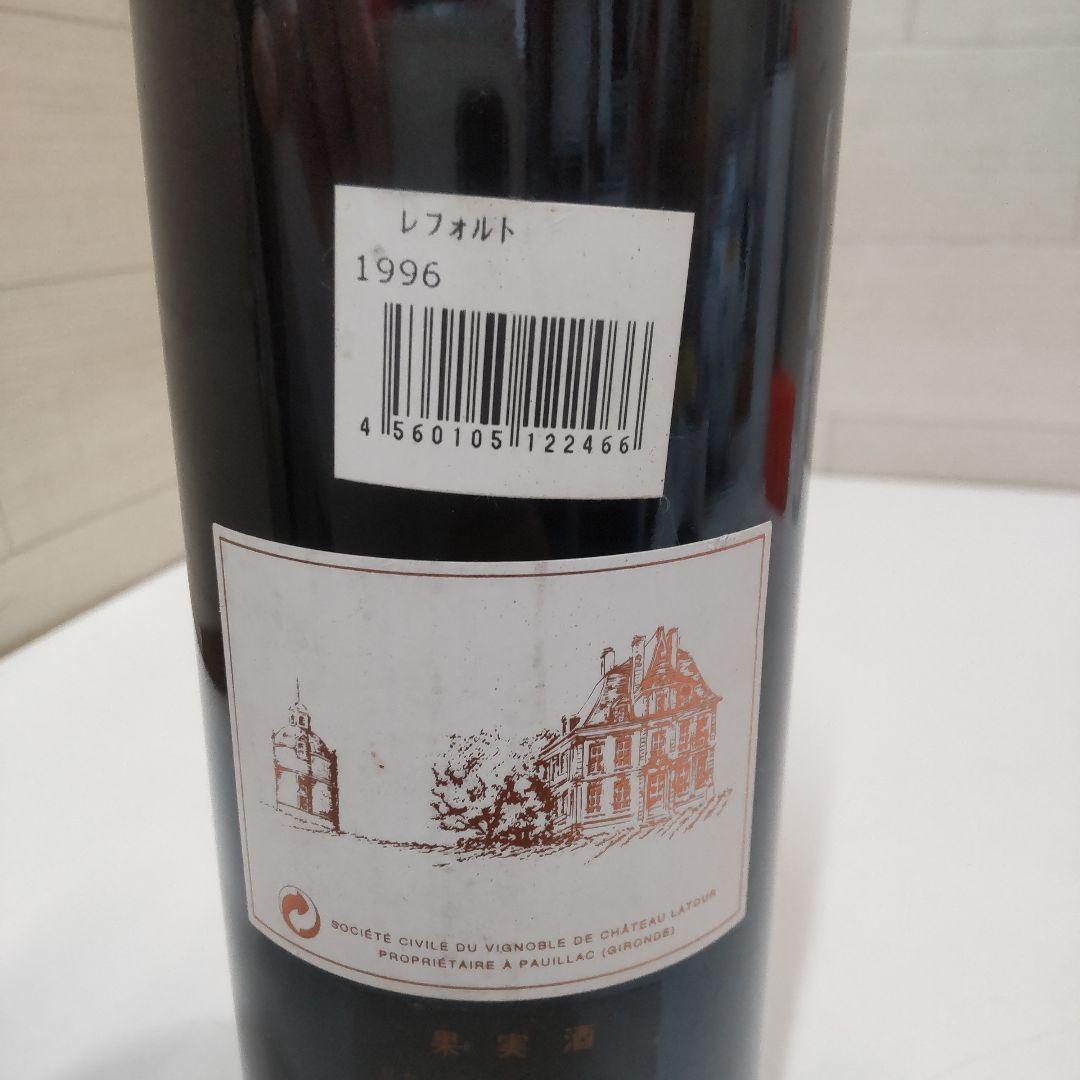 レフォルト
1996
4 560105 122466
SOCIÉTÉ CIVILE DU VIGNOBLE DE CHÂTEAU LATOUR
PROPRIÉTAIRE À PAUILLAC (GIRONDE)
果実酒